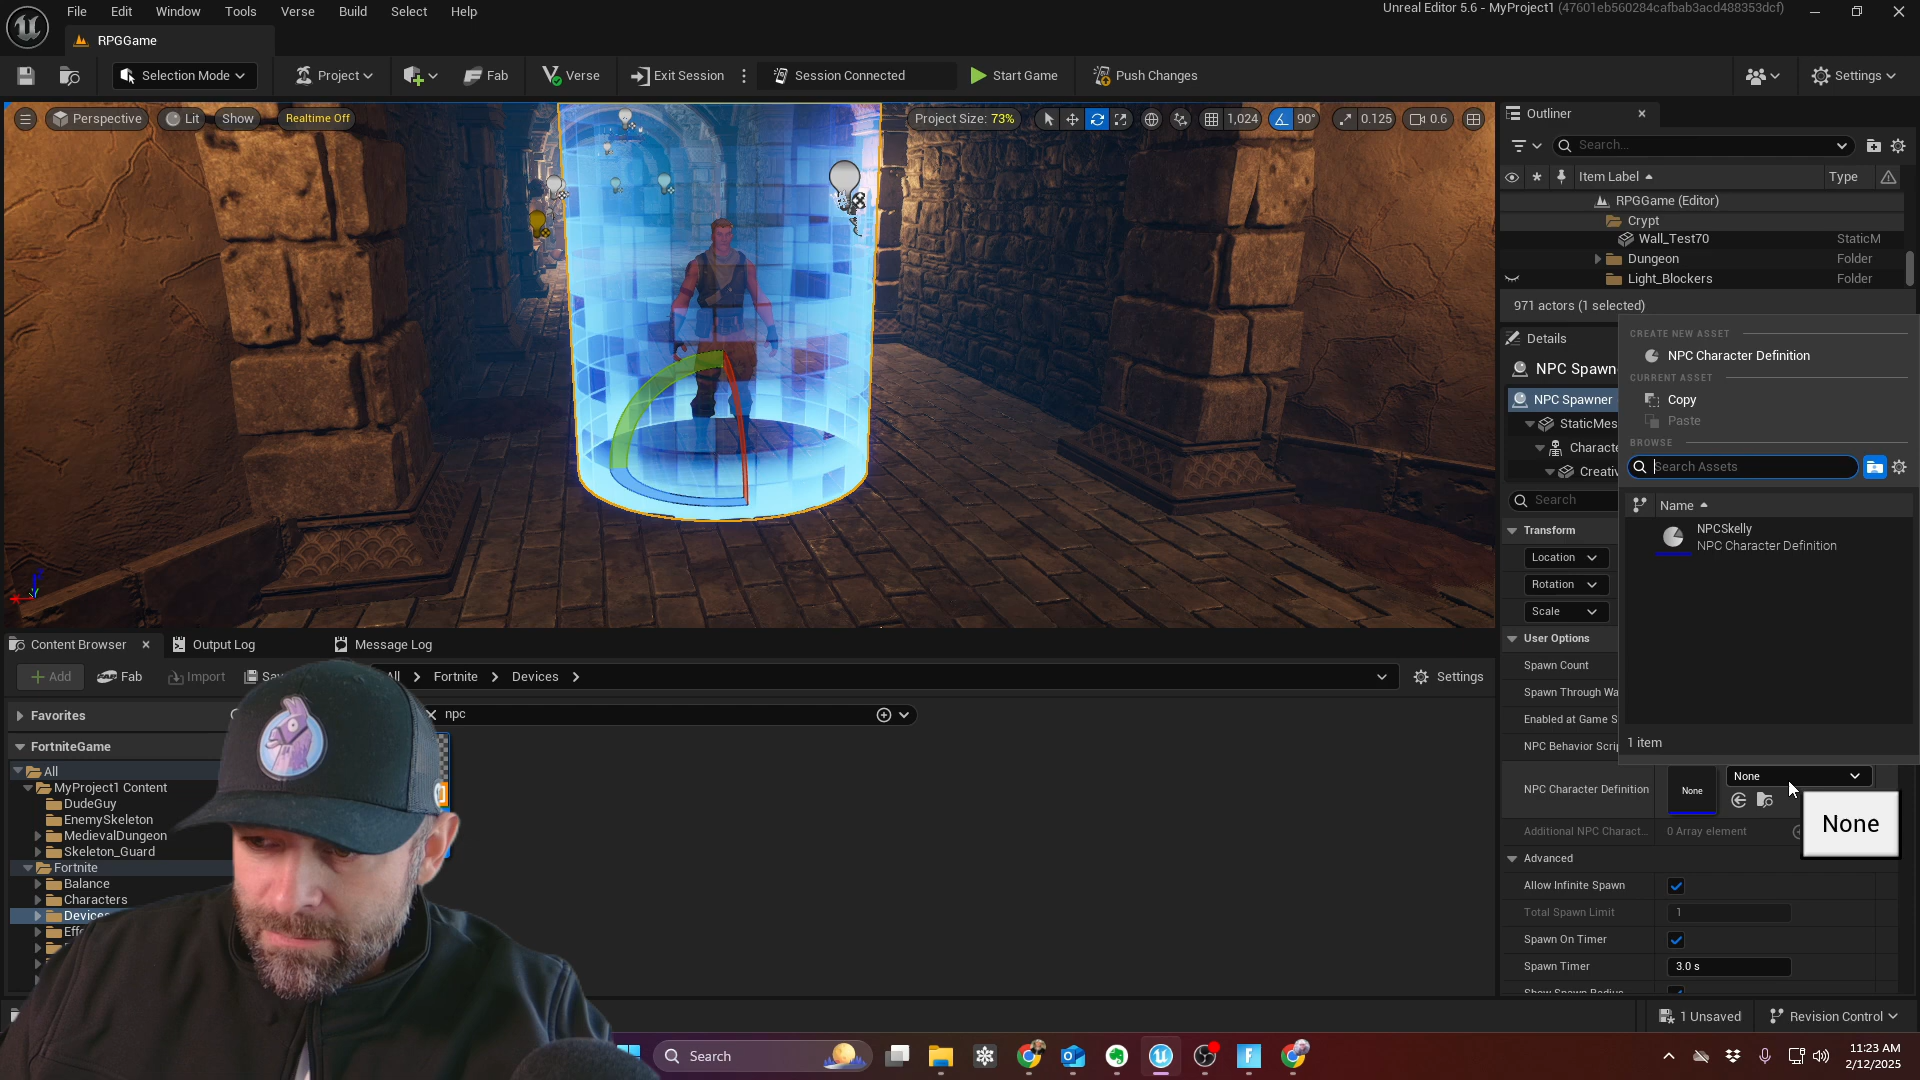 File Edit Window Tools Verse Build Select Help
Unreal Editor 5.6 - MyProject1 (47601eb560284cafbab3acd488353dcf)
RPGGame
Selection Mode Project Fab Verse Exit Session Session Connected Start Game Push Changes Settings
Perspective Lit Show Realtime Off Project Size: 73% 1,024 90° 0.125 0.6
Outliner
Search...
Item Label Type
RPGGame (Editor)
Crypt
Wall_Test70 StaticM
Dungeon Folder
Light_Blockers Folder
971 actors (1 selected)
Details
NPC Spawn
NPC Spawner
StaticMes
Characte
Creativ
Search
Transform
Location
Rotation
Scale
User Options
Spawn Count
Spawn Through Wa
Enabled at Game S
NPC Behavior Scrip
CREATE NEW ASSET
NPC Character Definition
CURRENT ASSET
Copy
Paste
BROWSE
Search Assets
Name
NPCSkelly
NPC Character Definition
1 item
NPC Character Definition None None
None
Additional NPC Charact... 0 Array element
Advanced
Allow Infinite Spawn
Total Spawn Limit 1
Spawn On Timer
Spawn Timer 3.0 s
Show Spawn Radius
Content Browser Output Log Message Log
Add Fab Import Sav All Fortnite Devices Settings
Favorites npc
FortniteGame
All
MyProject1 Content
DudeGuy
EnemySkeleton
MedievalDungeon
Skeleton_Guard
Fortnite
Balance
Characters
Devices
Effe
1 Unsaved Revision Control
Search
11:23 AM
2/12/2025